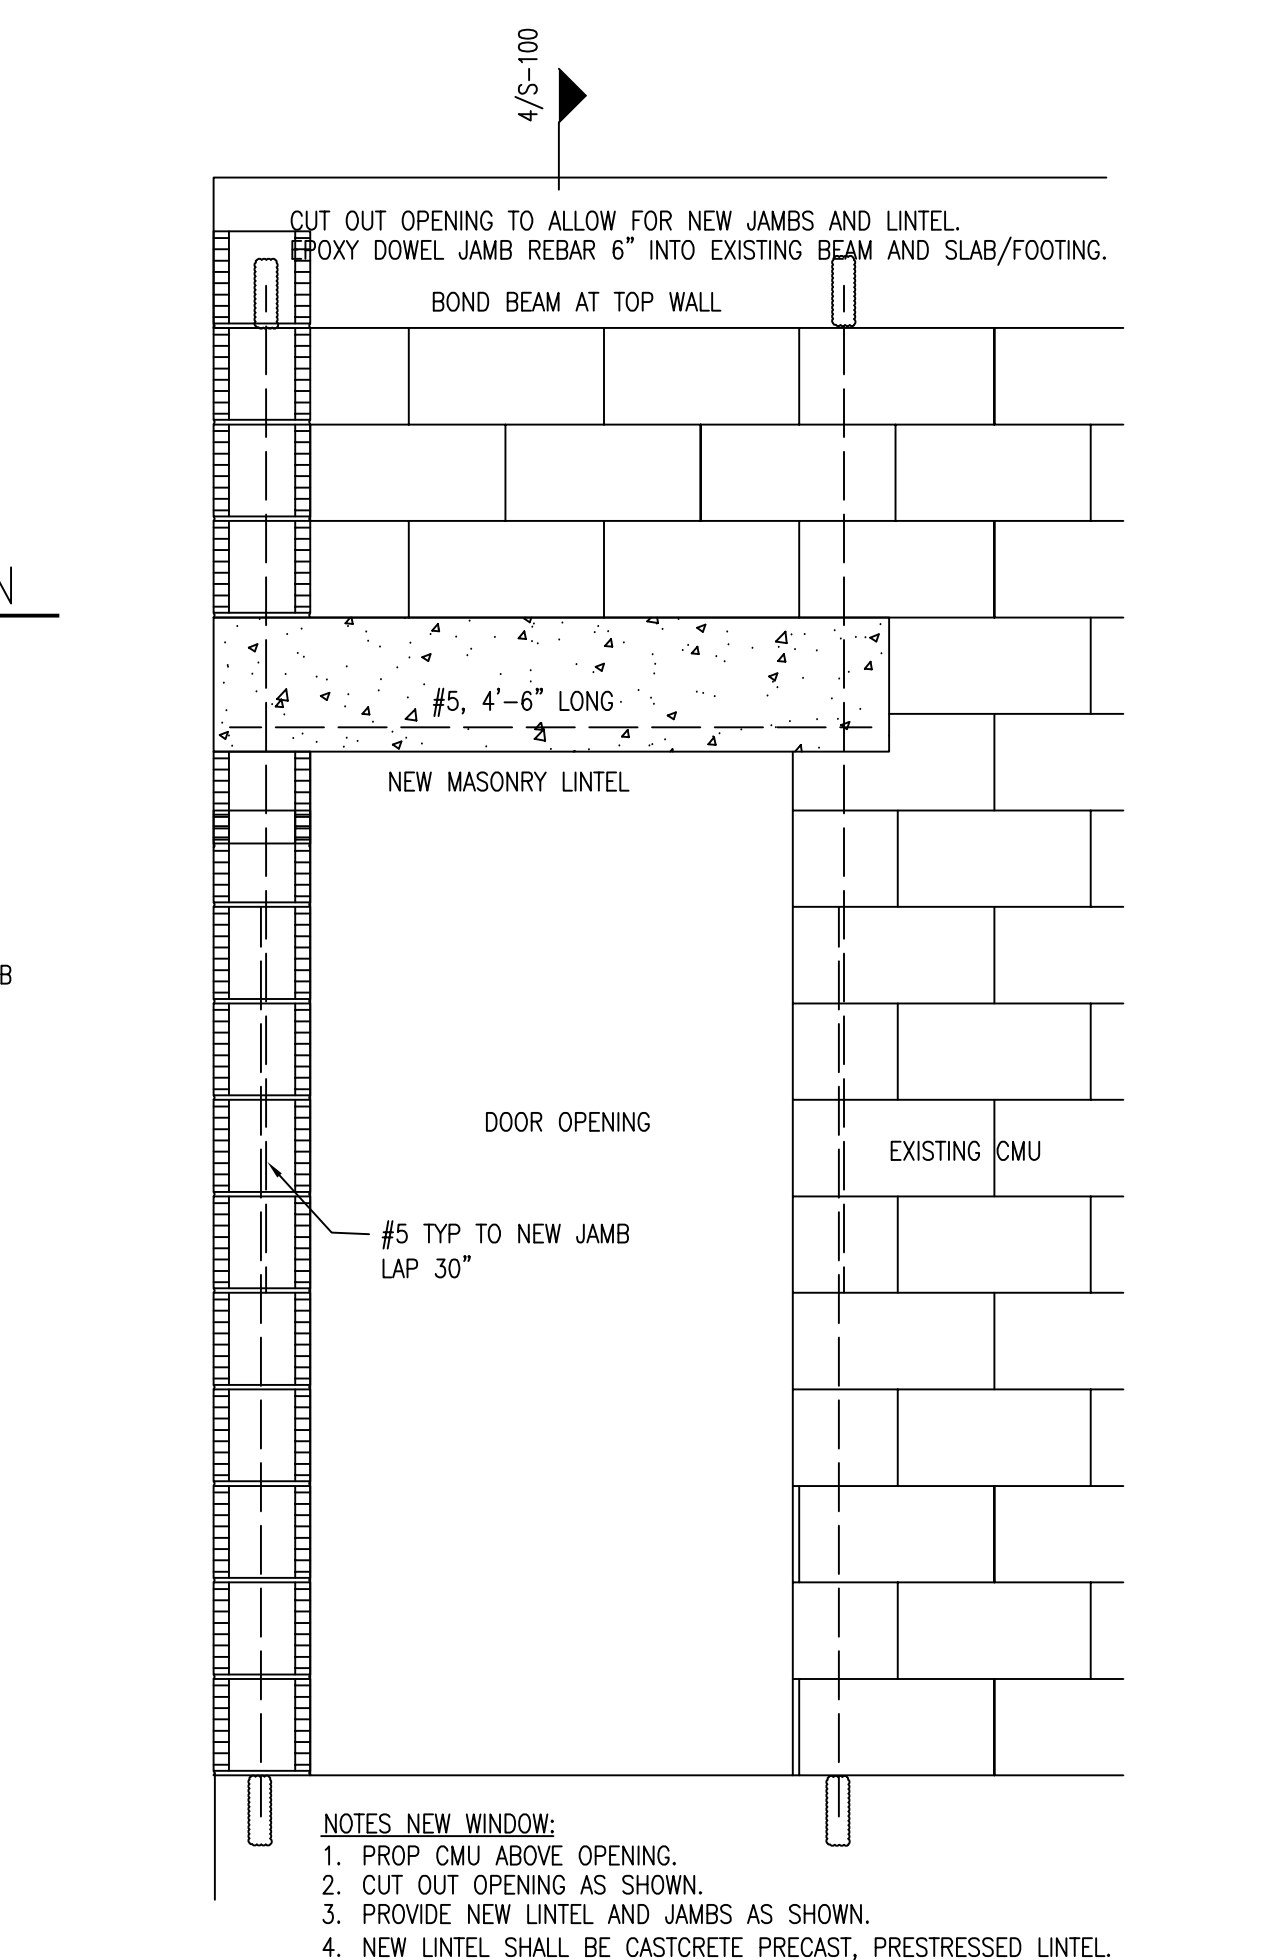 4/S-100
CUT OUT OPENING TO ALLOW FOR NEW JAMBS AND LINTEL.
EPOXY DOWEL JAMB REBAR 6" INTO EXISTING BEAM AND SLAB/FOOTING.
BOND BEAM AT TOP WALL
N
#5, 4'-6" LONG
NEW MASONRY LINTEL
B
DOOR OPENING
EXISTING CMU
#5 TYP TO NEW JAMB
LAP 30"
NOTES NEW WINDOW:
1. PROP CMU ABOVE OPENING.
2. CUT OUT OPENING AS SHOWN.
3. PROVIDE NEW LINTEL AND JAMBS AS SHOWN.
4. NEW LINTEL SHALL BE CASTCRETE PRECAST, PRESTRESSED LINTEL.